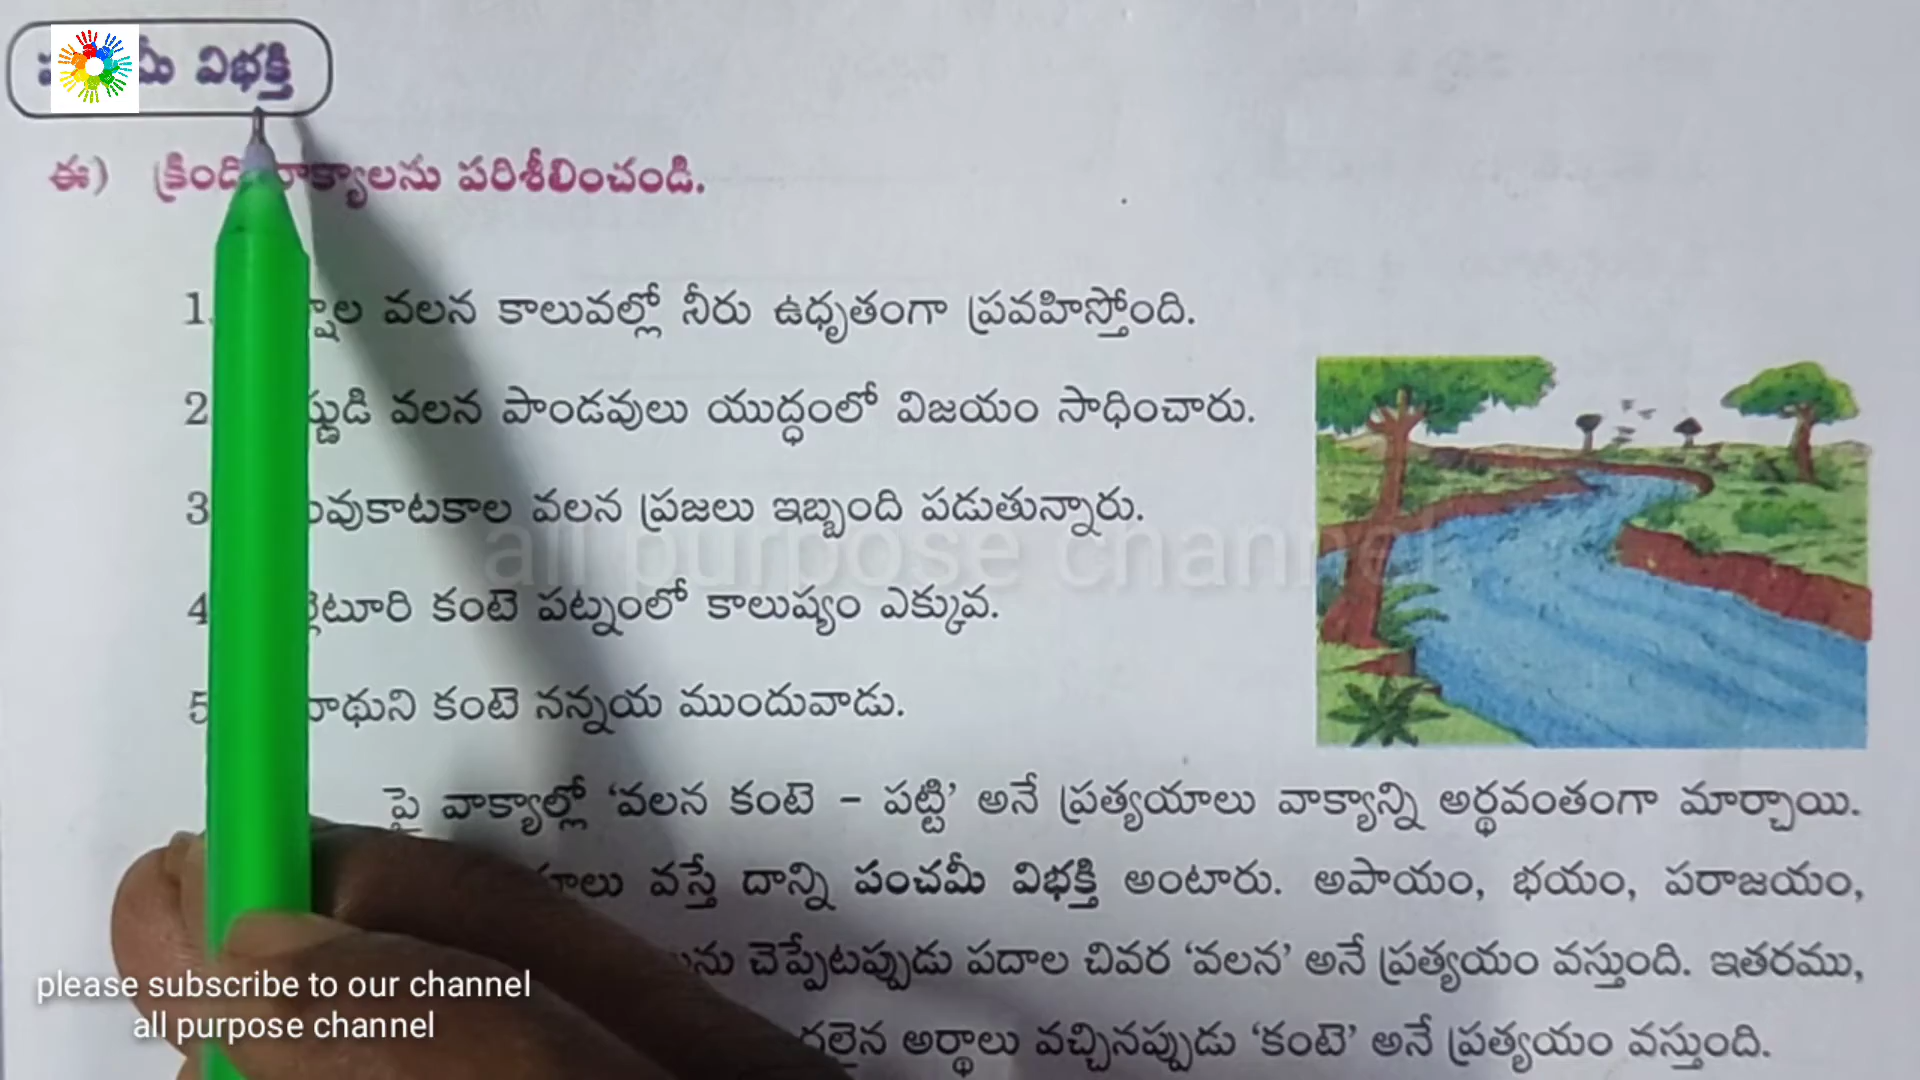 విభక్తి
ఈ) పరిశీలించండి.
1. వలన కాలువల్లో నీరు ఉధృతంగా ప్రవహిస్తోంది.
2 వలన పాండవులు యుద్ధంలో విజయం సాధించారు.
3 వలన ప్రజలు ఇబ్బంది పడుతున్నారు.
4 కంటె పట్నంలో కాలుష్యం ఎక్కువ.
5 కంటె నన్నయ ముందువాడు.
పై వాక్యాల్లో ‘వలన కంటె – పట్టి’ అనే ప్రత్యయాలు వాక్యాన్ని అర్థవంతంగా మార్చాయి.
వస్తే దాన్ని పంచమీ విభక్తి అంటారు. అపాయం, భయం, పరాజయం,
చెప్పేటప్పుడు పదాల చివర ‘వలన’ అనే ప్రత్యయం వస్తుంది. ఇతరము,
అర్థాలు వచ్చినప్పుడు ‘కంటె’ అనే ప్రత్యయం వస్తుంది.
all purpose channel
please subscribe to our channel
all purpose channel